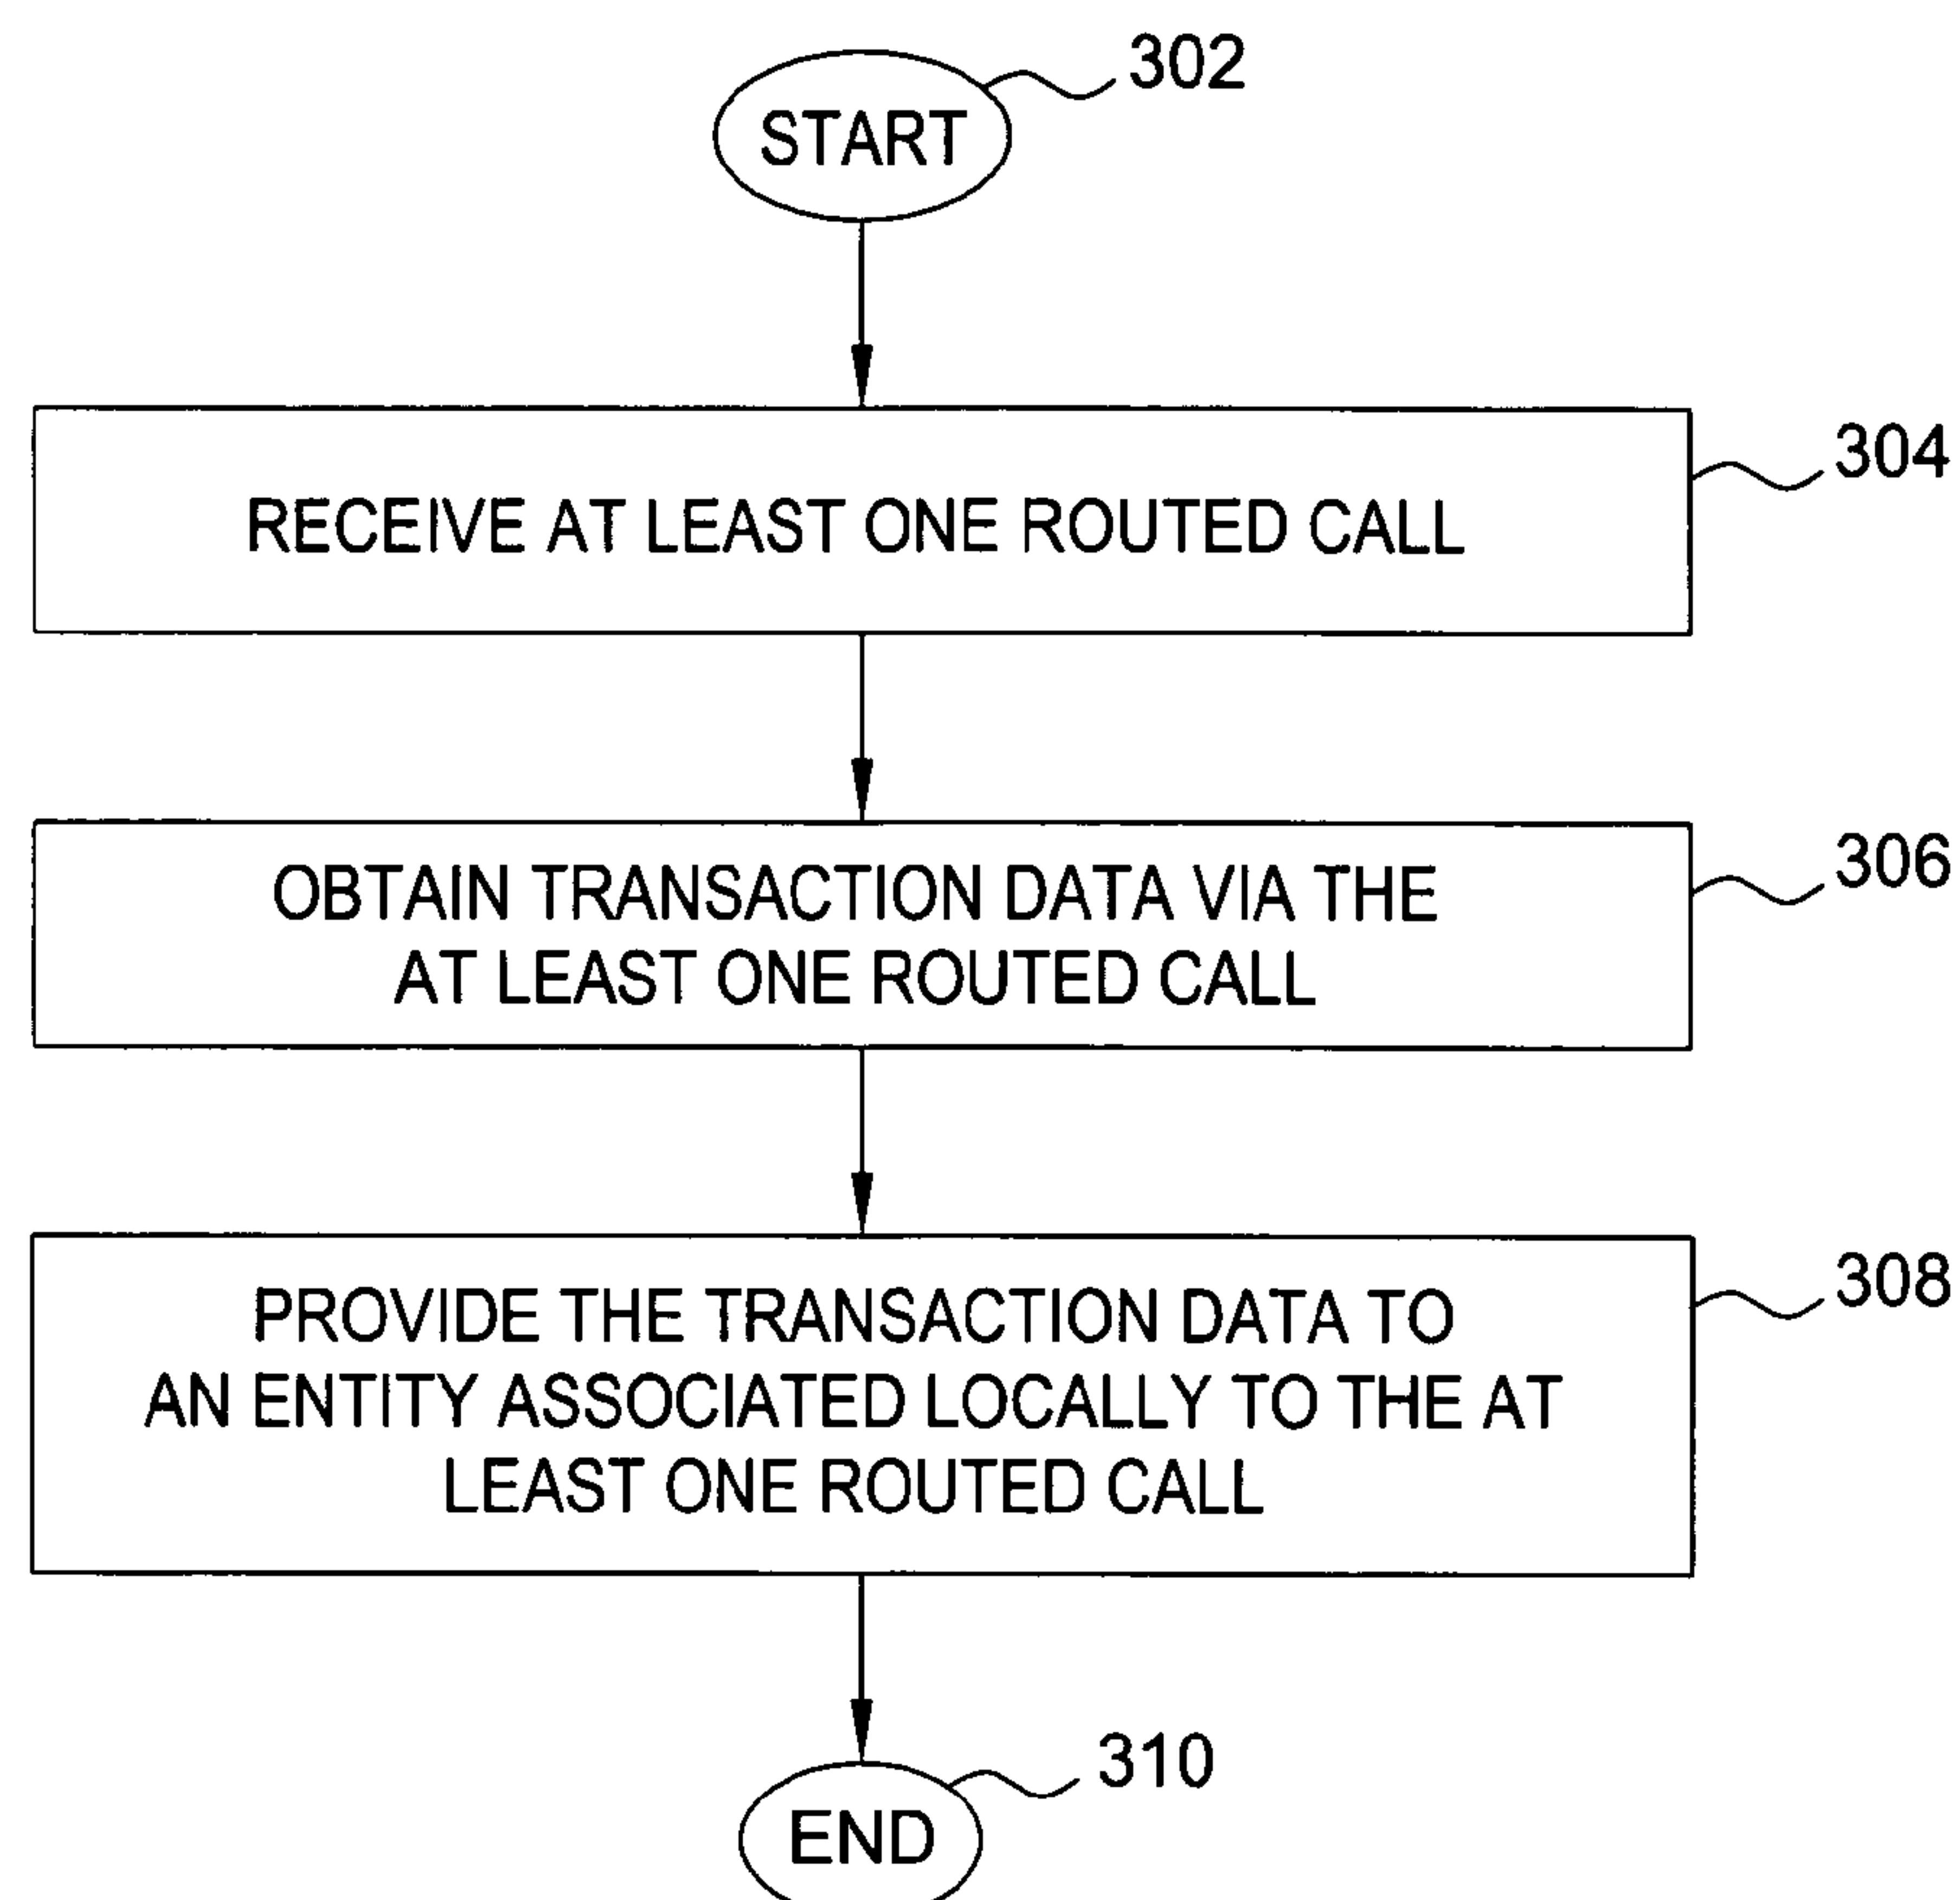 302
START
304
RECEIVE AT LEAST ONE ROUTED CALL
306
OBTAIN TRANSACTION DATA VIA THE
AT LEAST ONE ROUTED CALL
308
PROVIDE THE TRANSACTION DATA TO
AN ENTITY ASSOCIATED LOCALLY TO THE AT
LEAST ONE ROUTED CALL
310
END